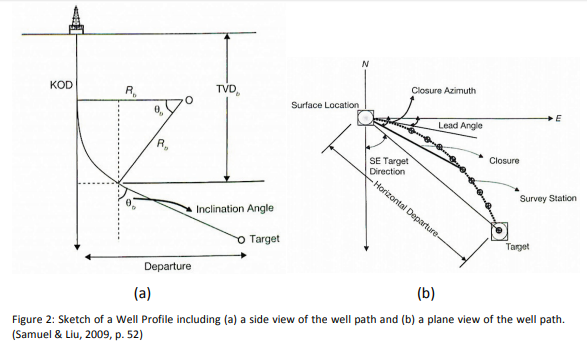 KOD
R_b
O
θ_b
TVD_b
R_b
θ_b
Inclination Angle
Target
Departure
(a)
N
Closure Azimuth
Surface Location
E
Lead Angle
SE Target
Direction
Closure
Horizontal Departure
Survey Station
Target
(b)
Figure 2: Sketch of a Well Profile including (a) a side view of the well path and (b) a plane view of the well path.
(Samuel & Liu, 2009, p. 52)